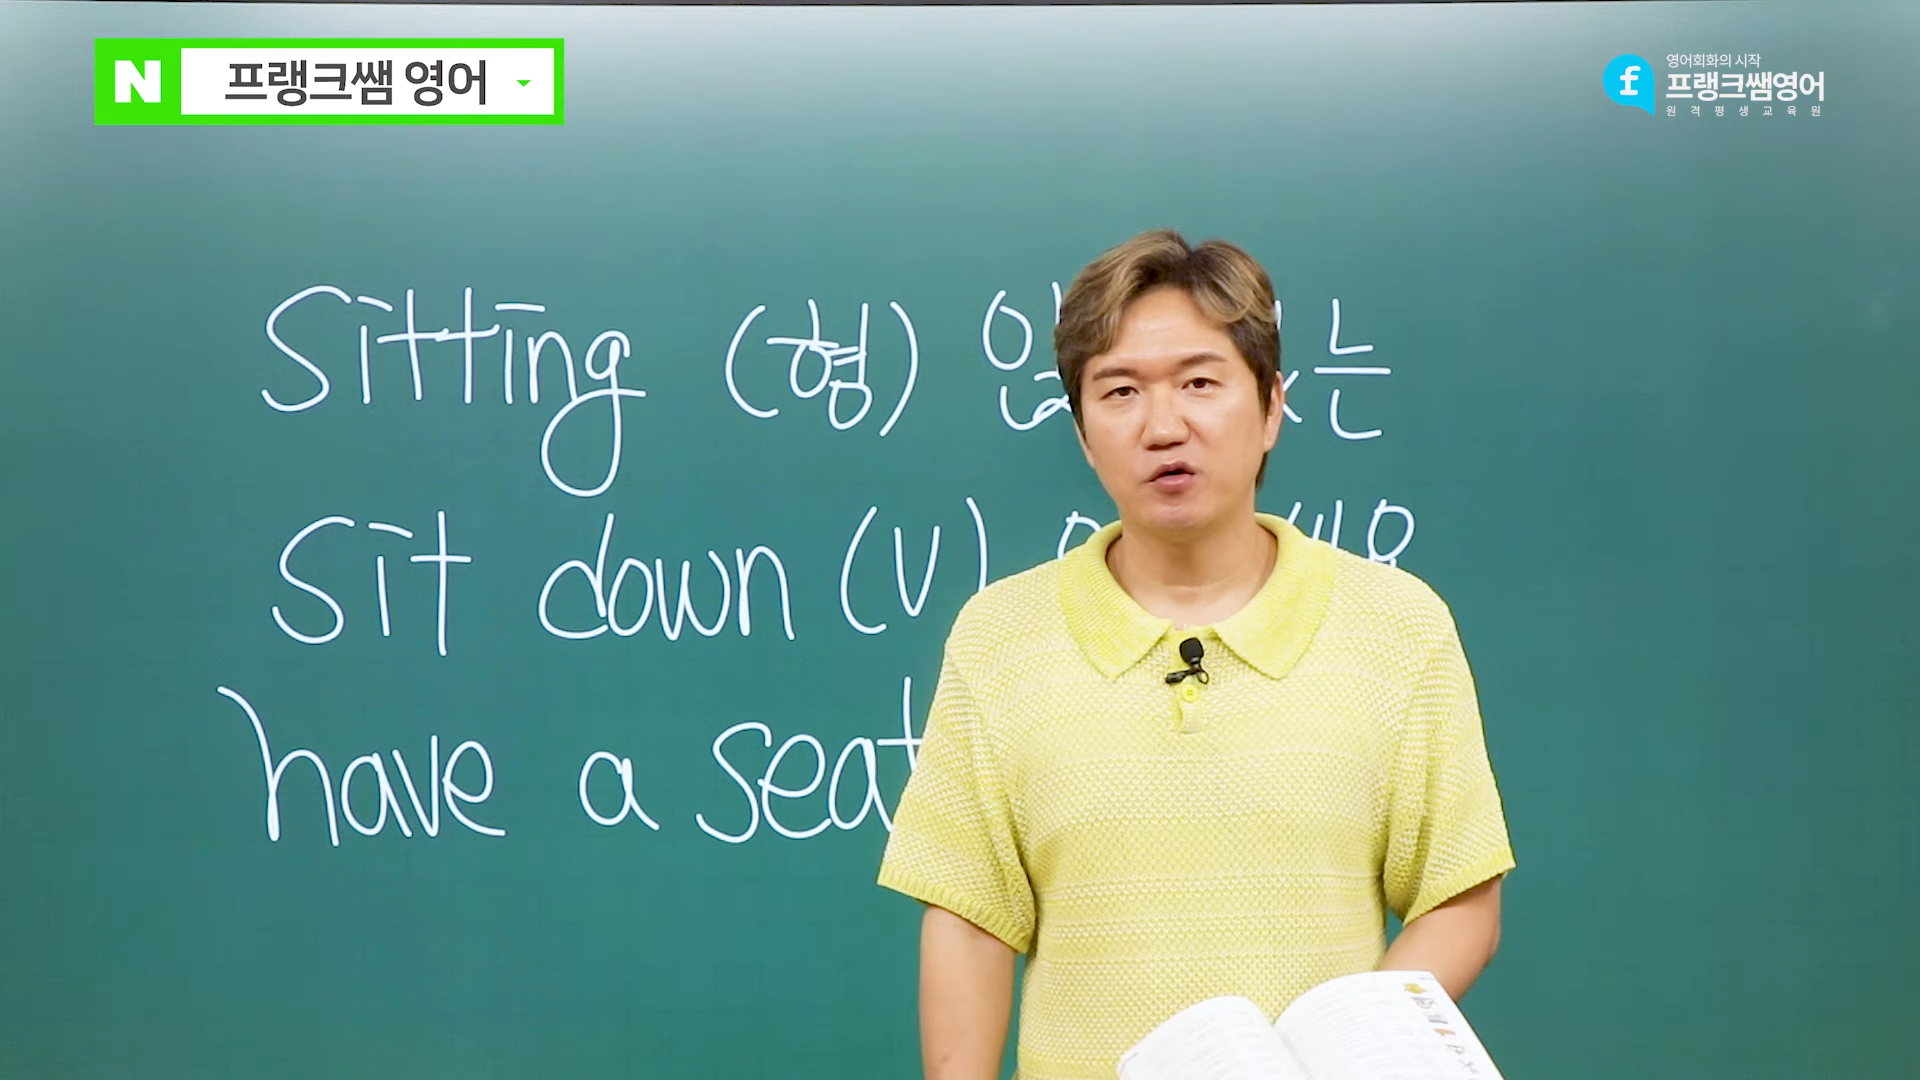 N 프랭크쌤 영어
영어회화의 시작
프랭크쌤영어
원격평생교육원
Sitting (형) 는
Sit down (V)
have a seat